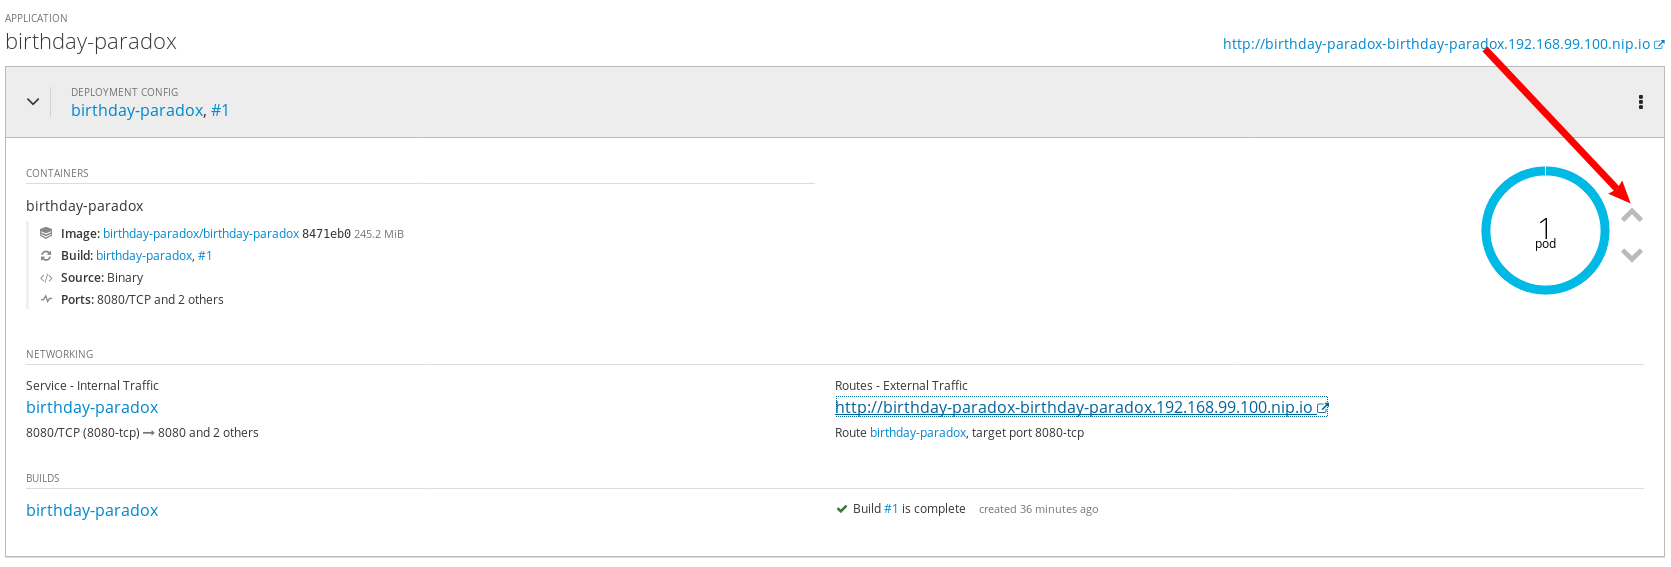 APPLICATION
birthday-paradox
http://birthday-paradox-birthday-paradox.192.168.99.100.nip.io
DEPLOYMENT CONFIG
birthday-paradox, #1
CONTAINERS
birthday-paradox
Image: birthday-paradox/birthday-paradox 8471eb0 245.2 MiB
Build: birthday-paradox, #1
Source: Binary
Ports: 8080/TCP and 2 others
1
pod
NETWORKING
Service - Internal Traffic
birthday-paradox
8080/TCP (8080-tcp) → 8080 and 2 others
Routes - External Traffic
http://birthday-paradox-birthday-paradox.192.168.99.100.nip.io
Route birthday-paradox, target port 8080-tcp
BUILDS
birthday-paradox
Build #1 is complete created 36 minutes ago